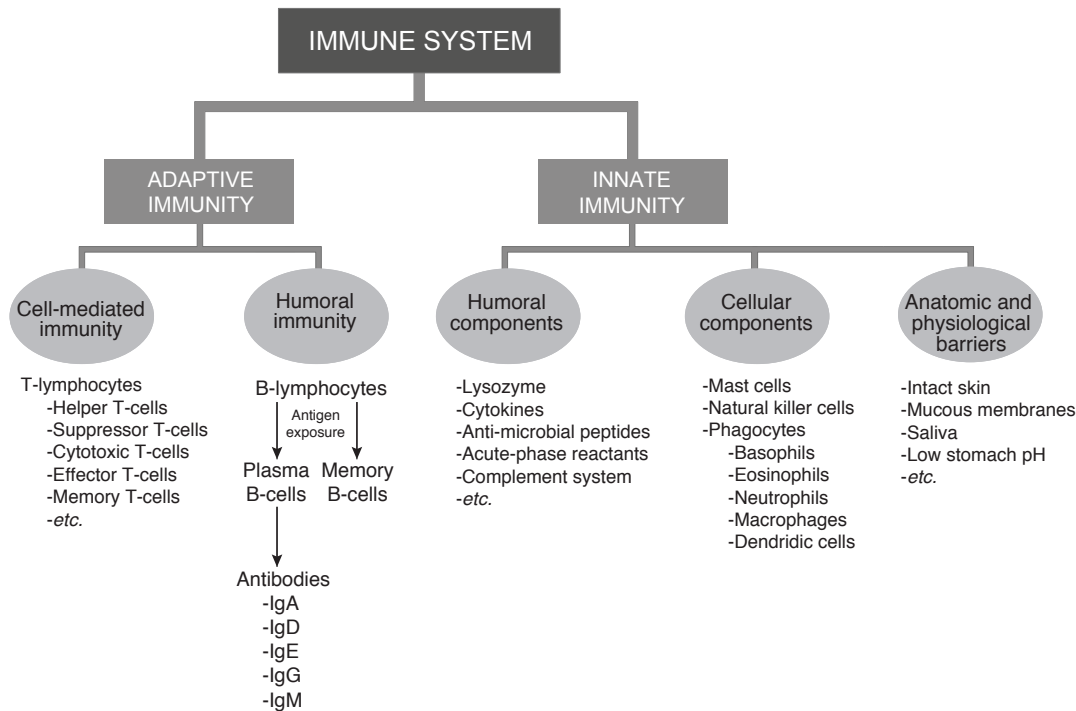 IMMUNE SYSTEM
ADAPTIVE
IMMUNITY
INNATE
IMMUNITY
Cell-mediated
immunity
Humoral
immunity
Humoral
components
Cellular
components
Anatomic and
physiological
barriers
T-lymphocytes
-Helper T-cells
-Suppressor T-cells
-Cytotoxic T-cells
-Effector T-cells
-Memory T-cells
-etc.
B-lymphocytes
Antigen
exposure
Plasma
B-cells
Memory
B-cells
Antibodies
-IgA
-IgD
-IgE
-IgG
-IgM
-Lysozyme
-Cytokines
-Anti-microbial peptides
-Acute-phase reactants
-Complement system
-etc.
-Mast cells
-Natural killer cells
-Phagocytes
-Basophils
-Eosinophils
-Neutrophils
-Macrophages
-Dendridic cells
-Intact skin
-Mucous membranes
-Saliva
-Low stomach pH
-etc.